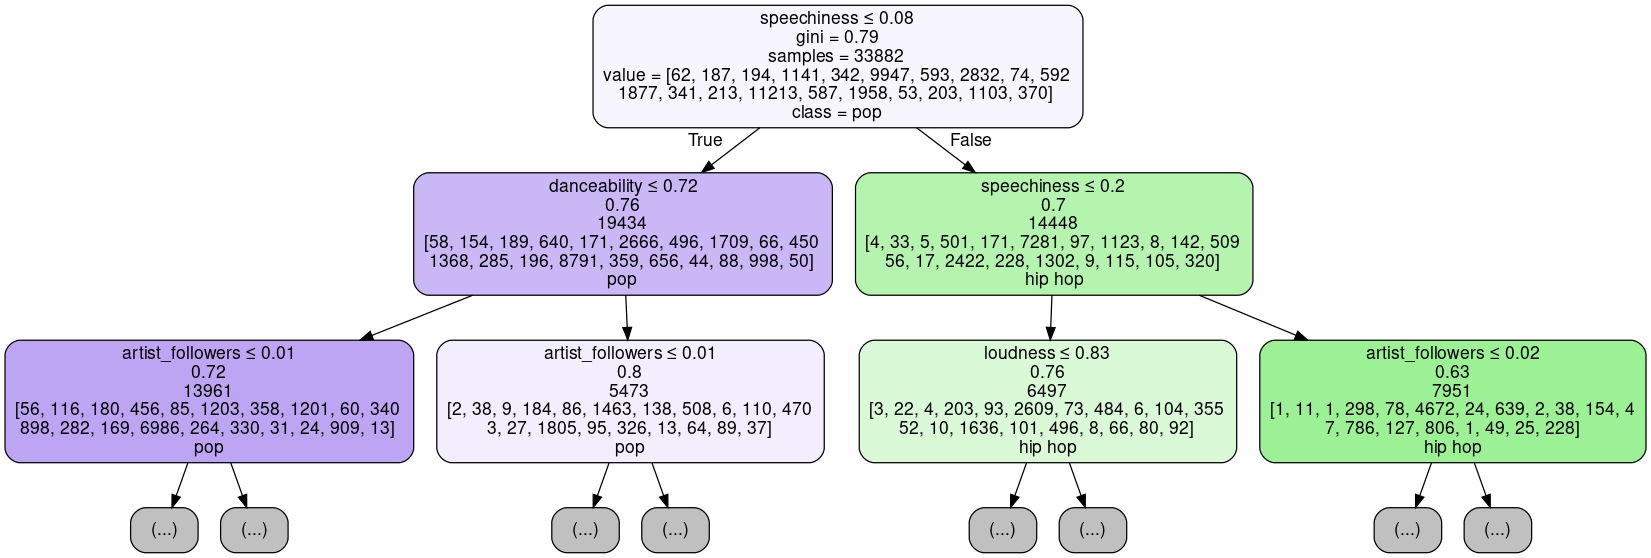 speechiness ≤ 0.08
gini = 0.79
samples = 33882
value = [62, 187, 194, 1141, 342, 9947, 593, 2832, 74, 592
1877, 341, 213, 11213, 587, 1958, 53, 203, 1103, 370]
class = pop
True
False
danceability ≤ 0.72
0.76
19434
[58, 154, 189, 640, 171, 2666, 496, 1709, 66, 450
1368, 285, 196, 8791, 359, 656, 44, 88, 998, 50]
pop
speechiness ≤ 0.2
0.7
14448
[4, 33, 5, 501, 171, 7281, 97, 1123, 8, 142, 509
56, 17, 2422, 228, 1302, 9, 115, 105, 320]
hip hop
artist_followers ≤ 0.01
0.72
13961
[56, 116, 180, 456, 85, 1203, 358, 1201, 60, 340
898, 282, 169, 6986, 264, 330, 31, 24, 909, 13]
pop
artist_followers ≤ 0.01
0.8
5473
[2, 38, 9, 184, 86, 1463, 138, 508, 6, 110, 470
3, 27, 1805, 95, 326, 13, 64, 89, 37]
pop
loudness ≤ 0.83
0.76
6497
[3, 22, 4, 203, 93, 2609, 73, 484, 6, 104, 355
52, 10, 1636, 101, 496, 8, 66, 80, 92]
hip hop
artist_followers ≤ 0.02
0.63
7951
[1, 11, 1, 298, 78, 4672, 24, 639, 2, 38, 154, 4
7, 786, 127, 806, 1, 49, 25, 228]
hip hop
(...)
(...)
(...)
(...)
(...)
(...)
(...)
(...)